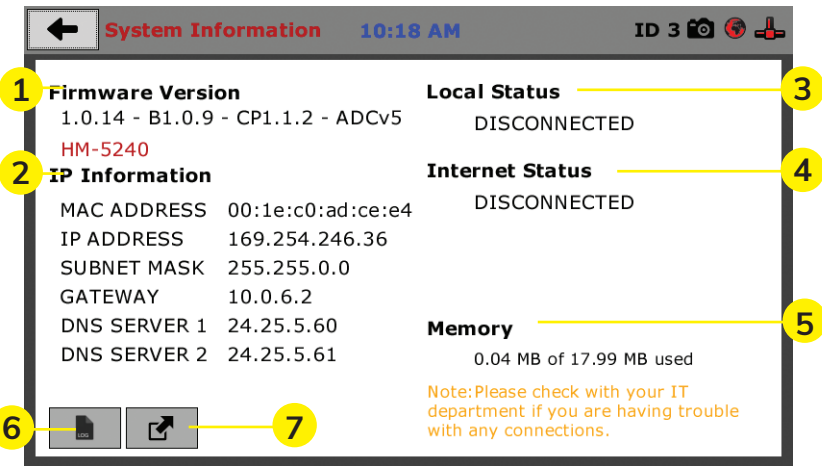 System Information 10:18 AM ID 3
1 Firmware Version
1.0.14 - B1.0.9 - CP1.1.2 - ADCv5
HM-5240
2 IP Information
MAC ADDRESS 00:1e:c0:ad:ce:e4
IP ADDRESS 169.254.246.36
SUBNET MASK 255.255.0.0
GATEWAY 10.0.6.2
DNS SERVER 1 24.25.5.60
DNS SERVER 2 24.25.5.61
Local Status 3
DISCONNECTED
Internet Status 4
DISCONNECTED
Memory 5
0.04 MB of 17.99 MB used
Note:Please check with your IT
department if you are having trouble
with any connections.
6 LOG 7